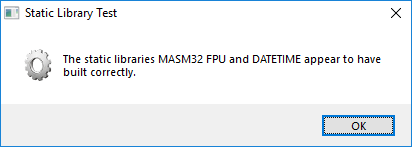 Static Library Test
The static libraries MASM32 FPU and DATETIME appear to have
built correctly.
OK